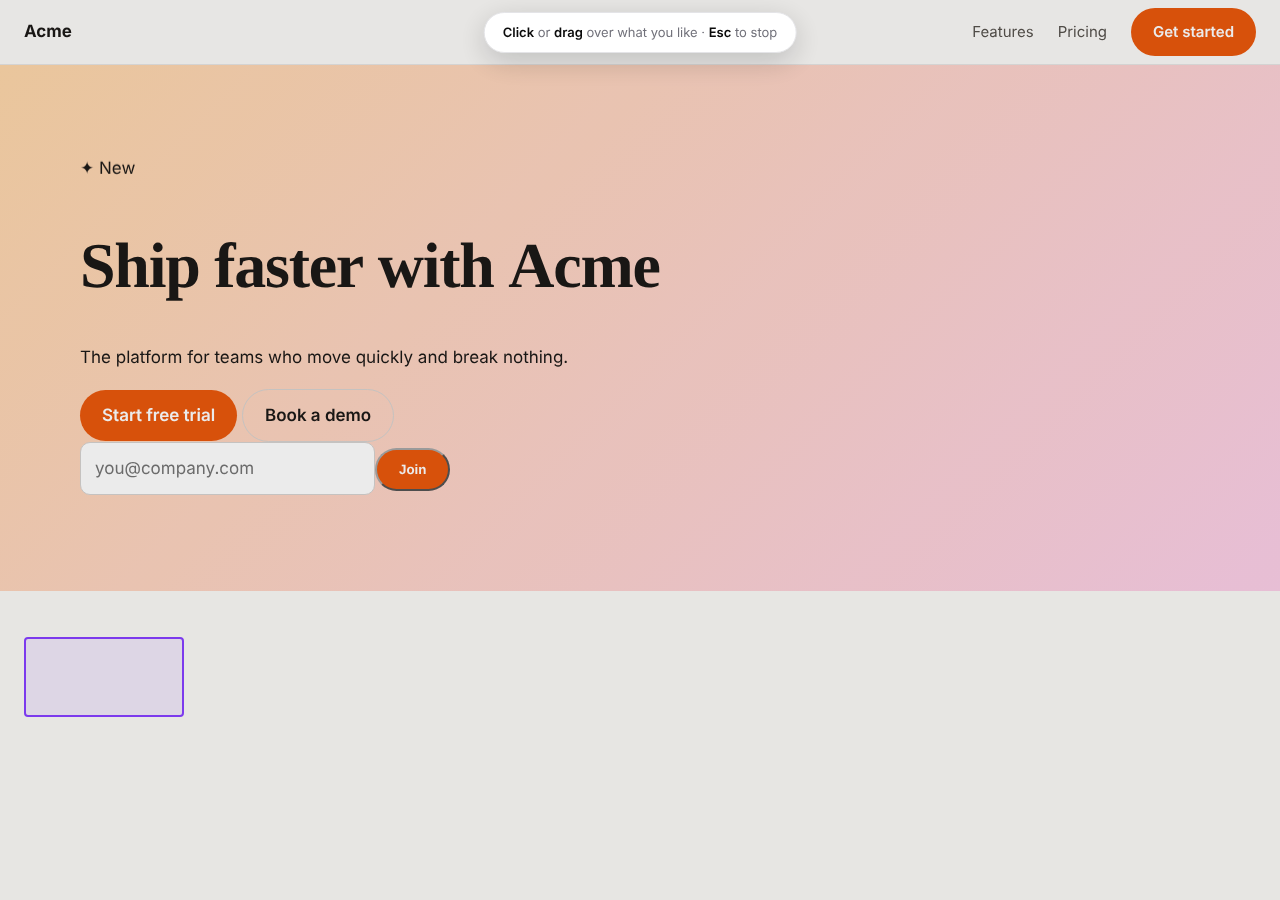 Acme
Click or drag over what you like · Esc to stop
Features
Pricing
Get started
✦ New
Ship faster with Acme
The platform for teams who move quickly and break nothing.
Start free trial
Book a demo
you@company.com
Join